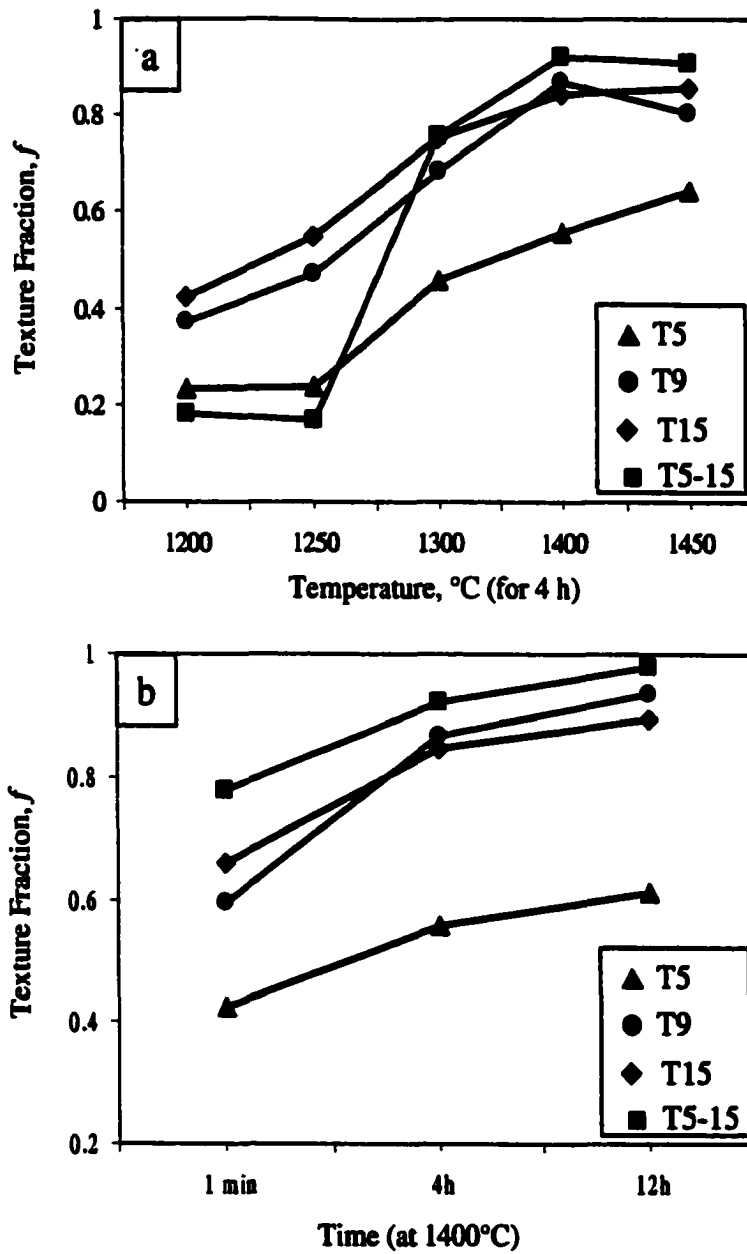 a
1
0.8
0.6
0.4
0.2
0
Texture Fraction, f
1200 1250 1300 1400 1450
Temperature, °C (for 4 h)
T5
T9
T15
T5-15
b
1
0.8
0.6
0.4
0.2
Texture Fraction, f
1 min 4h 12h
Time (at 1400°C)
T5
T9
T15
T5-15